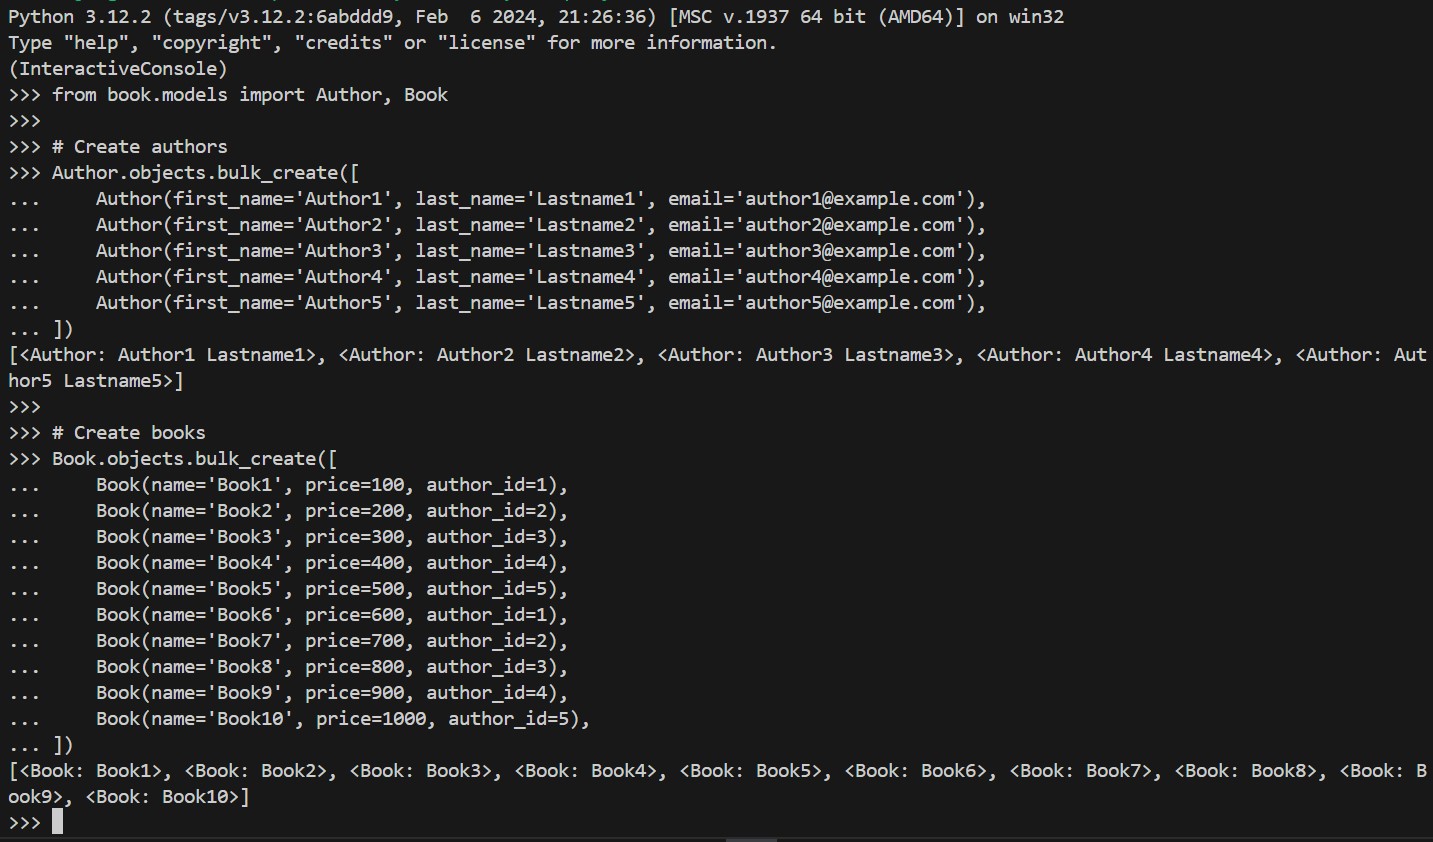 Python 3.12.2 (tags/v3.12.2:6abddd9, Feb  6 2024, 21:26:36) [MSC v.1937 64 bit (AMD64)] on win32
Type "help", "copyright", "credits" or "license" for more information.
(InteractiveConsole)
>>> from book.models import Author, Book
>>>
>>> # Create authors
>>> Author.objects.bulk_create([
...     Author(first_name='Author1', last_name='Lastname1', email='author1@example.com'),
...     Author(first_name='Author2', last_name='Lastname2', email='author2@example.com'),
...     Author(first_name='Author3', last_name='Lastname3', email='author3@example.com'),
...     Author(first_name='Author4', last_name='Lastname4', email='author4@example.com'),
...     Author(first_name='Author5', last_name='Lastname5', email='author5@example.com'),
... ])
[<Author: Author1 Lastname1>, <Author: Author2 Lastname2>, <Author: Author3 Lastname3>, <Author: Author4 Lastname4>, <Author: Aut
hor5 Lastname5>]
>>>
>>> # Create books
>>> Book.objects.bulk_create([
...     Book(name='Book1', price=100, author_id=1),
...     Book(name='Book2', price=200, author_id=2),
...     Book(name='Book3', price=300, author_id=3),
...     Book(name='Book4', price=400, author_id=4),
...     Book(name='Book5', price=500, author_id=5),
...     Book(name='Book6', price=600, author_id=1),
...     Book(name='Book7', price=700, author_id=2),
...     Book(name='Book8', price=800, author_id=3),
...     Book(name='Book9', price=900, author_id=4),
...     Book(name='Book10', price=1000, author_id=5),
... ])
[<Book: Book1>, <Book: Book2>, <Book: Book3>, <Book: Book4>, <Book: Book5>, <Book: Book6>, <Book: Book7>, <Book: Book8>, <Book: B
ook9>, <Book: Book10>]
>>>